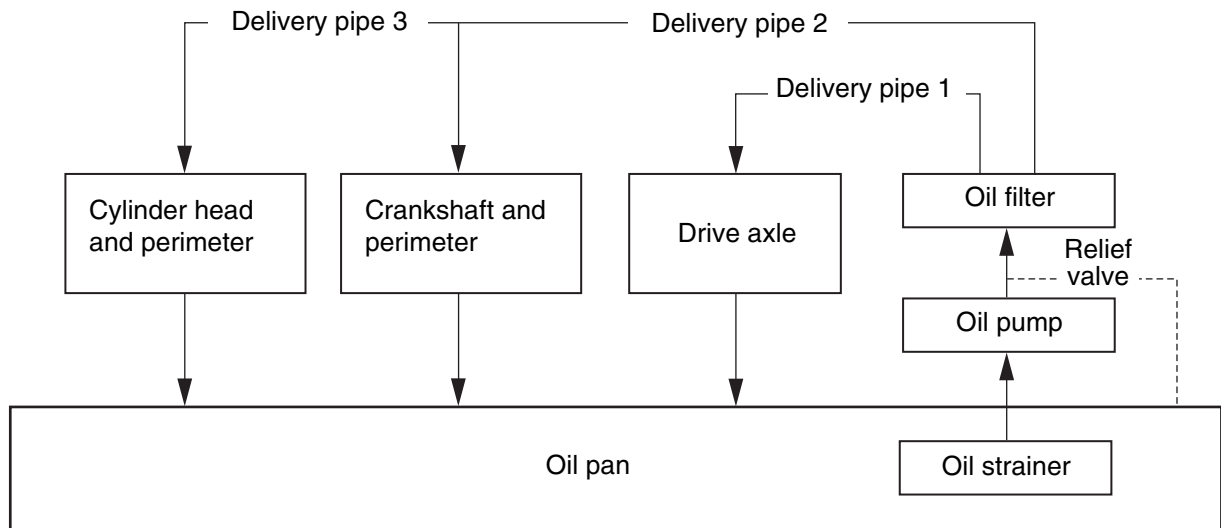 Delivery pipe 3
Delivery pipe 2
Delivery pipe 1
Cylinder head
and perimeter
Crankshaft and
perimeter
Drive axle
Oil filter
Relief
valve
Oil pump
Oil pan
Oil strainer